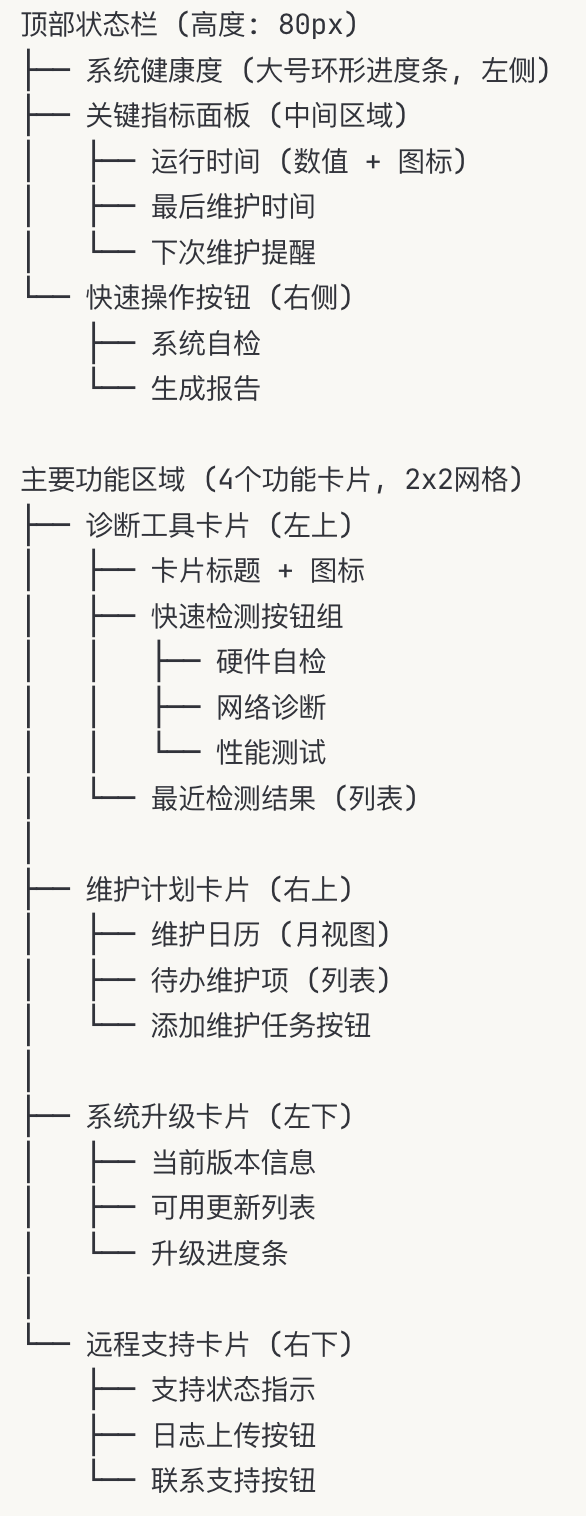 顶部状态栏 (高度: 80px)
├── 系统健康度 (大号环形进度条, 左侧)
├── 关键指标面板 (中间区域)
│   ├── 运行时间 (数值 + 图标)
│   ├── 最后维护时间
│   └── 下次维护提醒
└── 快速操作按钮 (右侧)
    ├── 系统自检
    └── 生成报告

主要功能区域 (4个功能卡片, 2x2网格)
├── 诊断工具卡片 (左上)
│   ├── 卡片标题 + 图标
│   ├── 快速检测按钮组
│   │   ├── 硬件自检
│   │   ├── 网络诊断
│   │   └── 性能测试
│   └── 最近检测结果 (列表)
│
├── 维护计划卡片 (右上)
│   ├── 维护日历 (月视图)
│   ├── 待办维护项 (列表)
│   └── 添加维护任务按钮
│
├── 系统升级卡片 (左下)
│   ├── 当前版本信息
│   ├── 可用更新列表
│   └── 升级进度条
│
└── 远程支持卡片 (右下)
    ├── 支持状态指示
    ├── 日志上传按钮
    └── 联系支持按钮